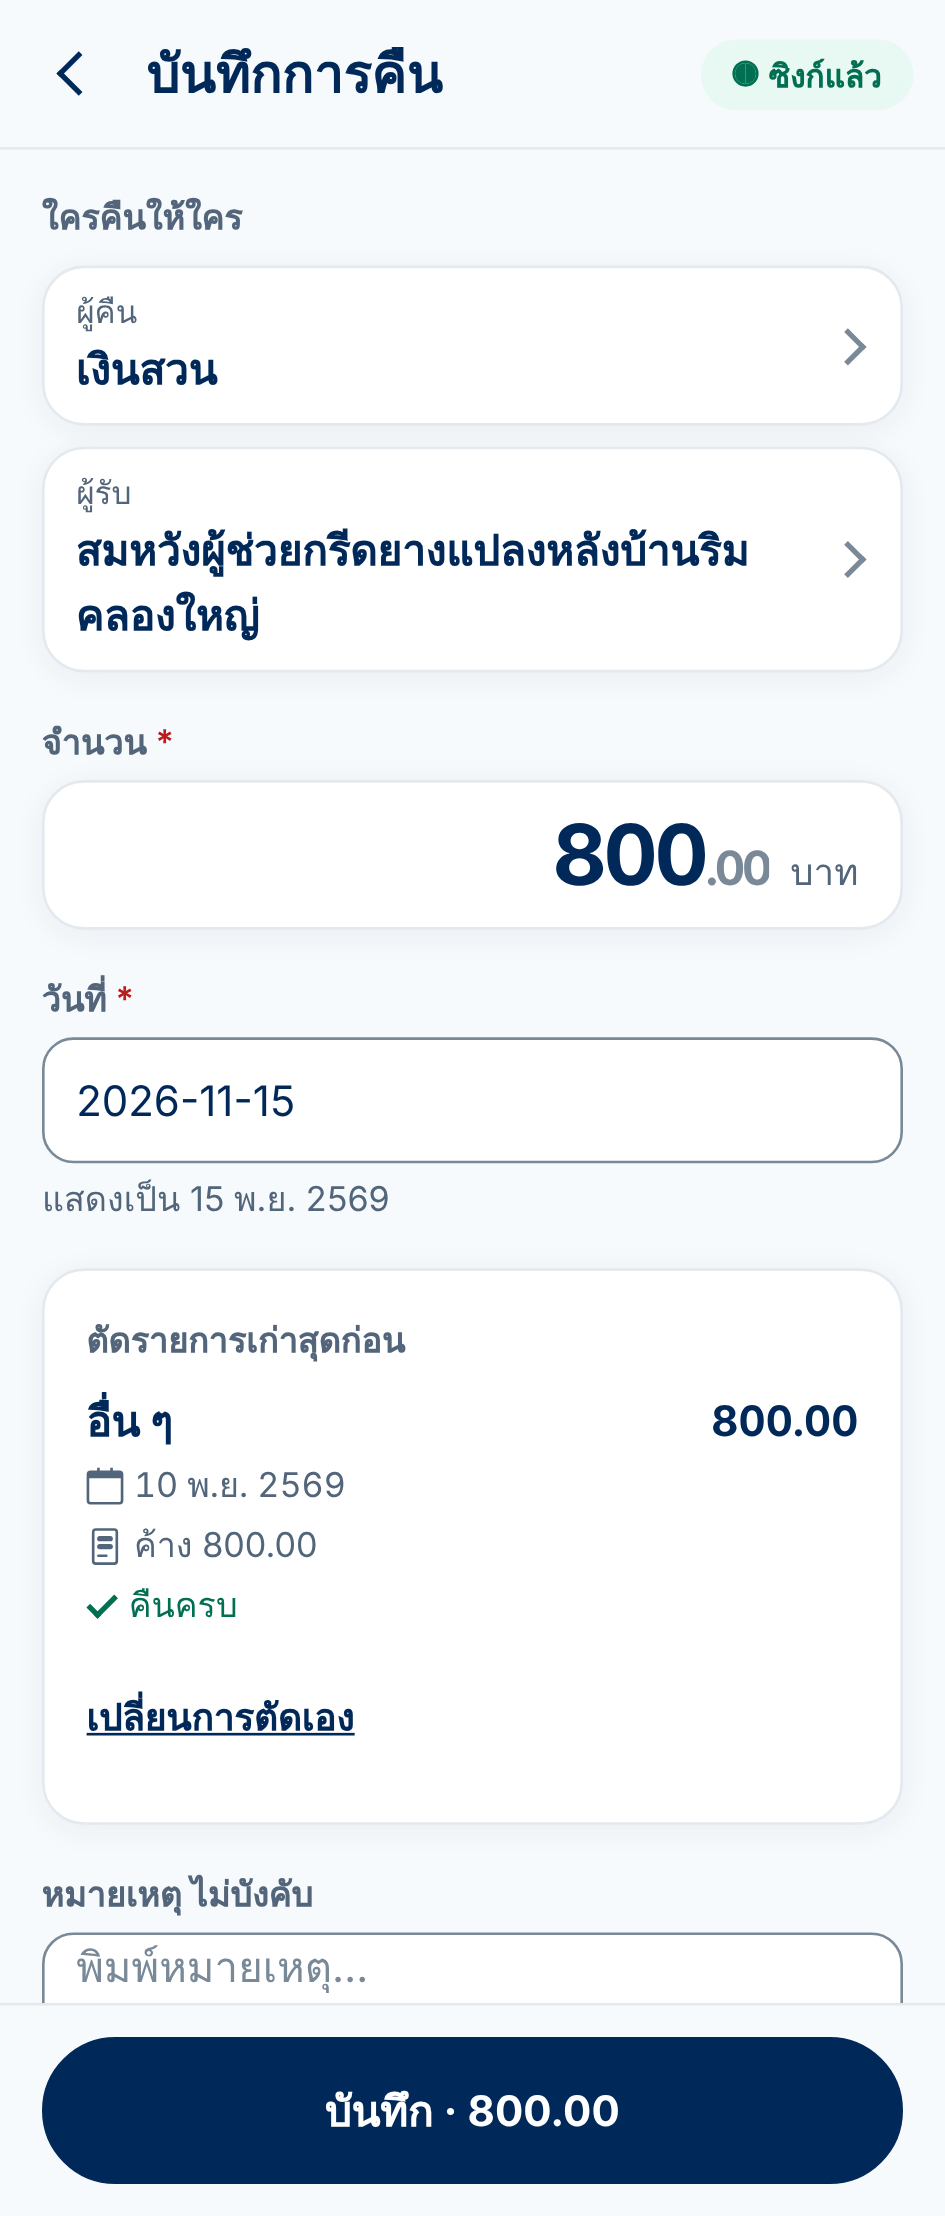 บันทึกการคืน
ซิงก์แล้ว
ใครคืนให้ใคร
ผู้คืน
เงินสวน
ผู้รับ
สมหวังผู้ช่วยกรีดยางแปลงหลังบ้านริม
คลองใหญ่
จำนวน *
800.00 บาท
วันที่ *
2026-11-15
แสดงเป็น 15 พ.ย. 2569
ตัดรายการเก่าสุดก่อน
อื่น ๆ 800.00
10 พ.ย. 2569
ค้าง 800.00
คืนครบ
เปลี่ยนการตัดเอง
หมายเหตุ ไม่บังคับ
พิมพ์หมายเหตุ...
บันทึก · 800.00